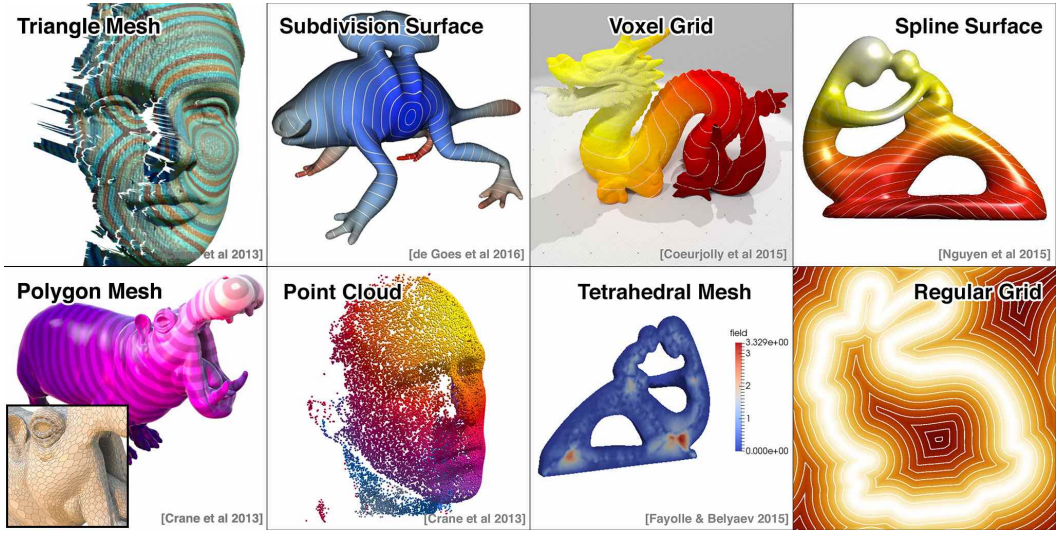 Triangle Mesh
Subdivision Surface
Voxel Grid
Spline Surface
et al 2013]
[de Goes et al 2016]
[Coeurjolly et al 2015]
[Nguyen et al 2015]
Polygon Mesh
Point Cloud
Tetrahedral Mesh
Regular Grid
field
3.329e+00
3
2
1
0.000e+00
[Crane et al 2013]
[Crane et al 2013]
[Fayolle & Belyaev 2015]